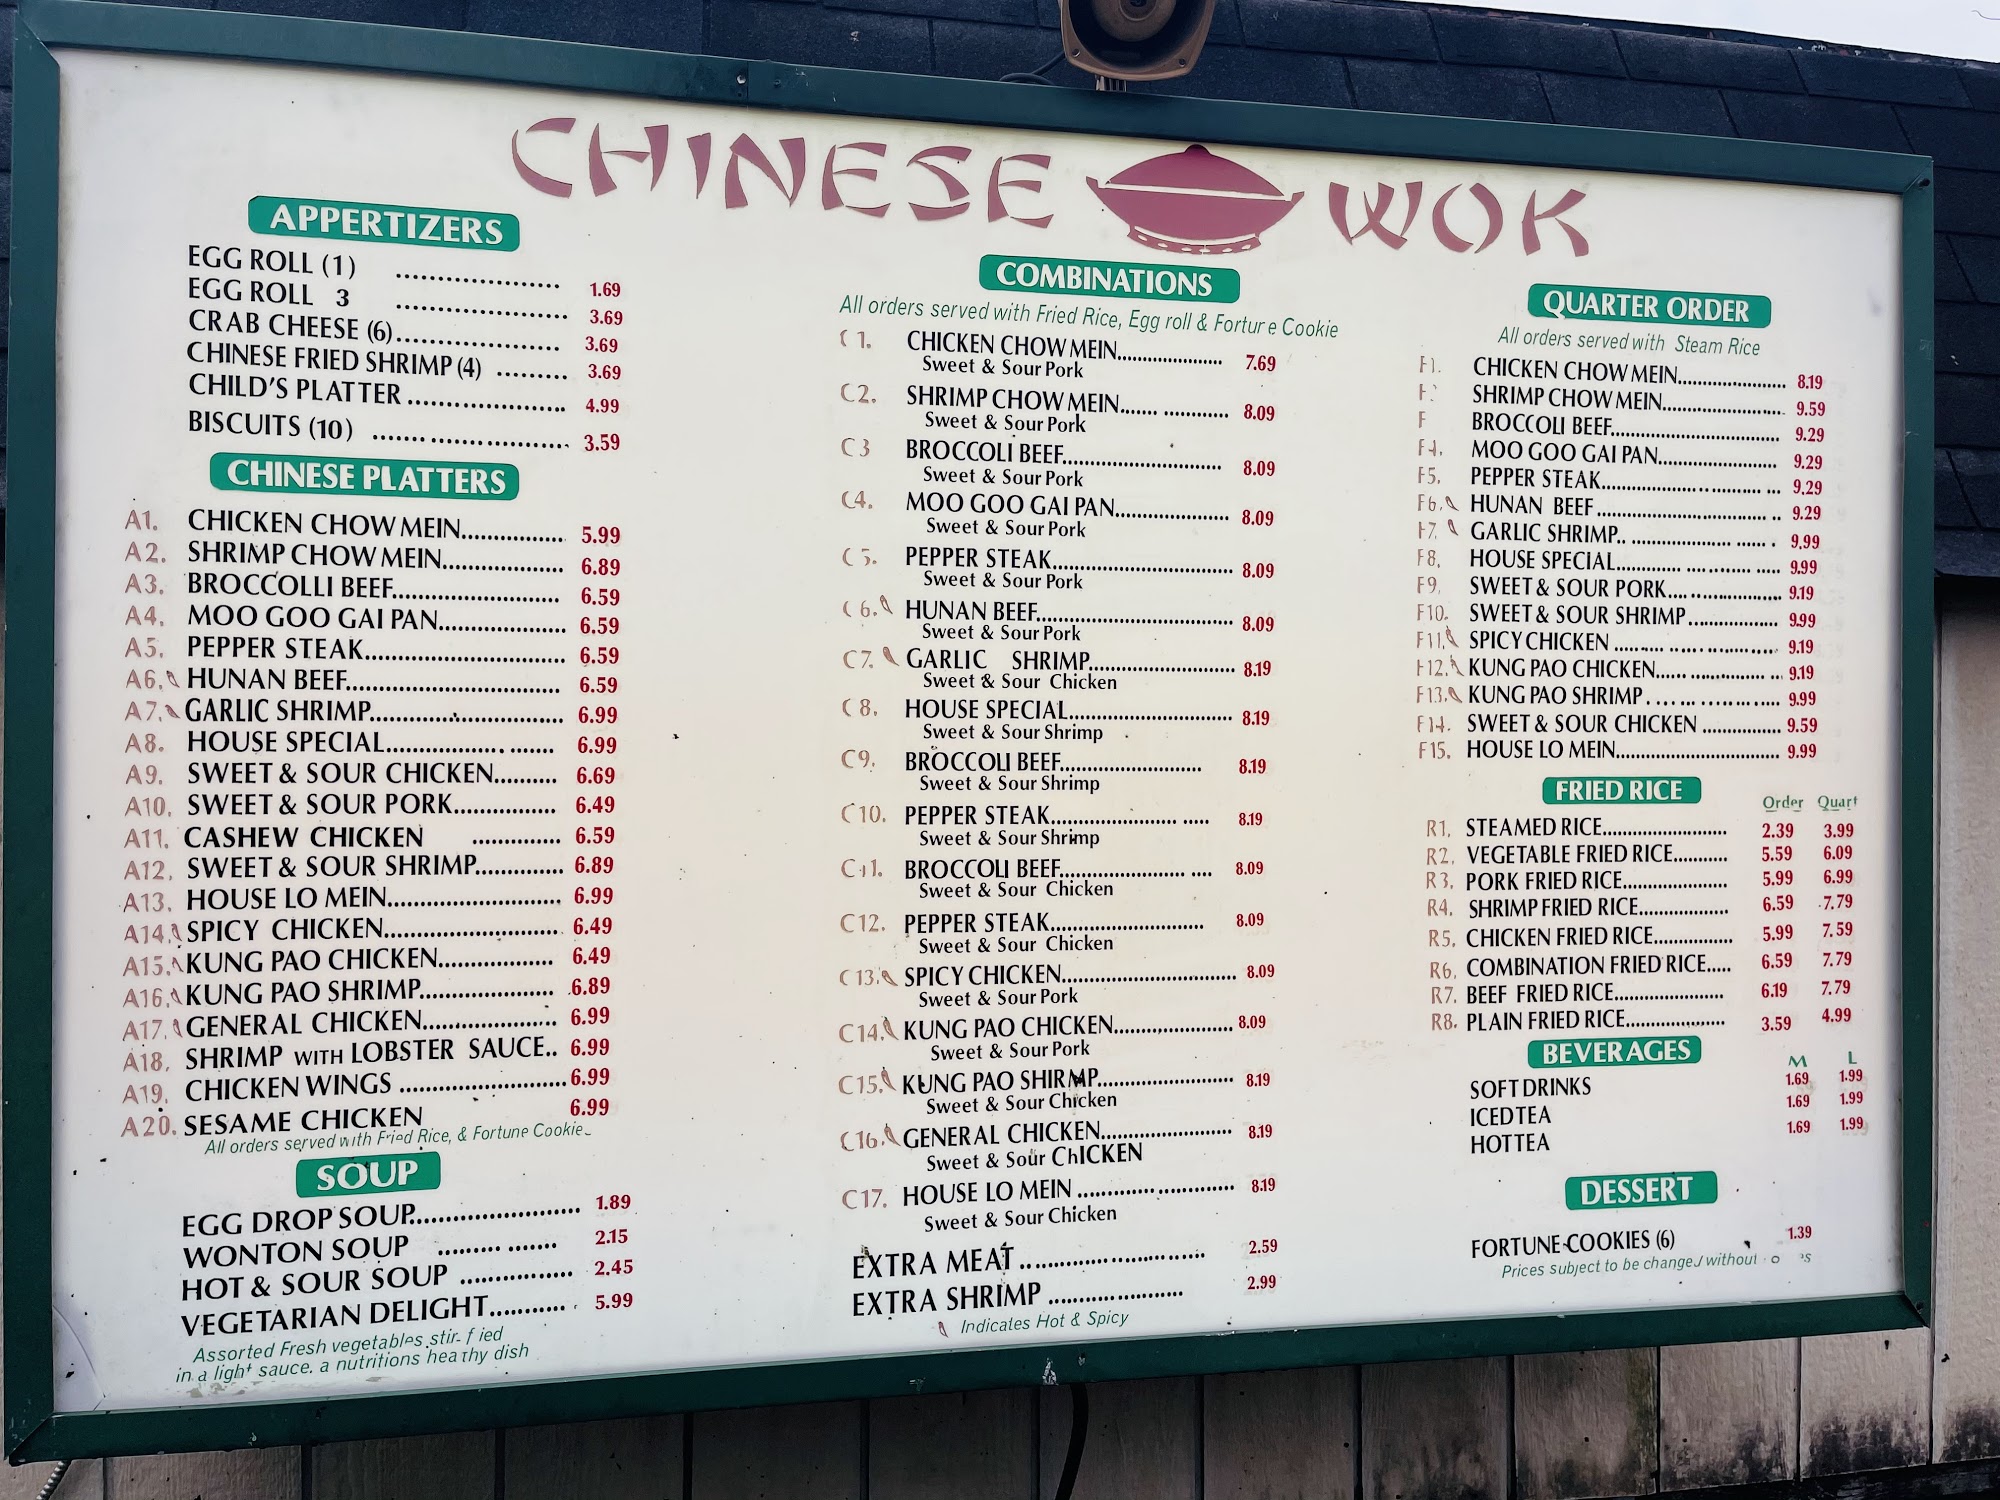 CHINESE WOK
APPERTIZERS
EGG ROLL (1) .................... 1.69
EGG ROLL 3 .................... 3.69
CRAB CHEESE (6).................... 3.69
CHINESE FRIED SHRIMP (4) ......... 3.69
CHILD'S PLATTER ................... 4.99
BISCUITS (10) ....................... 3.59
CHINESE PLATTERS
A1. CHICKEN CHOW MEIN............. 5.99
A2. SHRIMP CHOW MEIN............... 6.89
A3. BROCCOLLI BEEF.................... 6.59
A4. MOO GOO GAI PAN............... 6.59
A5. PEPPER STEAK........................ 6.59
A6. HUNAN BEEF.......................... 6.59
A7. GARLIC SHRIMP....................... 6.99
A8. HOUSE SPECIAL.............. ....... 6.99
A9. SWEET & SOUR CHICKEN.......... 6.69
A10. SWEET & SOUR PORK............. 6.49
A11. CASHEW CHICKEN ........... 6.59
A12. SWEET & SOUR SHRIMP........... 6.89
A13. HOUSE LO MEIN..................... 6.99
A14. SPICY CHICKEN..................... 6.49
A15. KUNG PAO CHICKEN.............. 6.49
A16. KUNG PAO SHRIMP................ 6.89
A17. GENERAL CHICKEN................ 6.99
A18. SHRIMP WITH LOBSTER SAUCE.. 6.99
A19. CHICKEN WINGS .................... 6.99
A20. SESAME CHICKEN 6.99
All orders served with Fried Rice, & Fortune Cookie
SOUP
EGG DROP SOUP.................... 1.89
WONTON SOUP ......... ....... 2.15
HOT & SOUR SOUP ................ 2.45
VEGETARIAN DELIGHT........... 5.99
Assorted Fresh vegetables stir- f ied
in a light sauce. a nutritions hea thy dish
COMBINATIONS
All orders served with Fried Rice, Egg roll & Fortur e Cookie
C 1. CHICKEN CHOW MEIN................. 7.69
Sweet & Sour Pork
C2. SHRIMP CHOW MEIN....... ............ 8.09
Sweet & Sour Pork
C3 BROCCOLI BEEF......................... 8.09
Sweet & Sour Pork
C4. MOO GOO GAI PAN................... 8.09
Sweet & Sour Pork
C 5. PEPPER STEAK............................ 8.09
Sweet & Sour Pork
C 6. HUNAN BEEF.............................. 8.09
Sweet & Sour Pork
C7. GARLIC SHRIMP....................... 8.19
Sweet & Sour Chicken
C 8. HOUSE SPECIAL......................... 8.19
Sweet & Sour Shrimp
C9. BROCCOLI BEEF...................... 8.19
Sweet & Sour Shrimp
C10. PEPPER STEAK..................... ..... 8.19
Sweet & Sour Shrimp
C11. BROCCOLI BEEF................... .... 8.09
Sweet & Sour Chicken
C12. PEPPER STEAK........................ 8.09
Sweet & Sour Chicken
C13. SPICY CHICKEN........................... 8.09
Sweet & Sour Pork
C14. KUNG PAO CHICKEN.................. 8.09
Sweet & Sour Pork
C15. KUNG PAO SHIRMP..................... 8.19
Sweet & Sour Chicken
C16. GENERAL CHICKEN.................... 8.19
Sweet & Sour ChICKEN
C17. HOUSE LO MEIN ........................ 8.19
Sweet & Sour Chicken
EXTRA MEAT ............................ 2.59
EXTRA SHRIMP ..................... 2.99
Indicates Hot & Spicy
QUARTER ORDER
All orders served with Steam Rice
F1. CHICKEN CHOW MEIN.................. 8.19
SHRIMP CHOW MEIN.................... 9.59
F BROCCOLI BEEF........................... 9.29
F4. MOO GOO GAI PAN................... 9.29
F5. PEPPER STEAK........................ ... 9.29
F6. HUNAN BEEF ........................ .. 9.29
F7. GARLIC SHRIMP.. ............ ...... . 9.99
F8. HOUSE SPECIAL......... .... ......... .... 9.99
F9. SWEET & SOUR PORK.... ................ 9.19
F10. SWEET & SOUR SHRIMP............... 9.99
F11. SPICY CHICKEN ....... .. .............. ..... 9.19
F12. KUNG PAO CHICKEN...... ........... ... 9.19
F13. KUNG PAO SHRIMP . ... ... ............ 9.99
F14. SWEET & SOUR CHICKEN ............. 9.59
F15. HOUSE LO MEIN........................... 9.99
FRIED RICE
Order Quart
R1. STEAMED RICE..................... 2.39 3.99
R2. VEGETABLE FRIED RICE......... 5.59 6.09
R3. PORK FRIED RICE.................. 5.99 6.99
R4. SHRIMP FRIED RICE............... 6.59 7.79
R5. CHICKEN FRIED RICE............. 5.99 7.59
R6. COMBINATION FRIED RICE..... 6.59 7.79
R7. BEEF FRIED RICE................... 6.19 7.79
R8. PLAIN FRIED RICE................. 3.59 4.99
BEVERAGES
M L
SOFT DRINKS 1.69 1.99
ICED TEA 1.69 1.99
HOT TEA 1.69 1.99
DESSERT
FORTUNE COOKIES (6) 1.39
Prices subject to be changed without